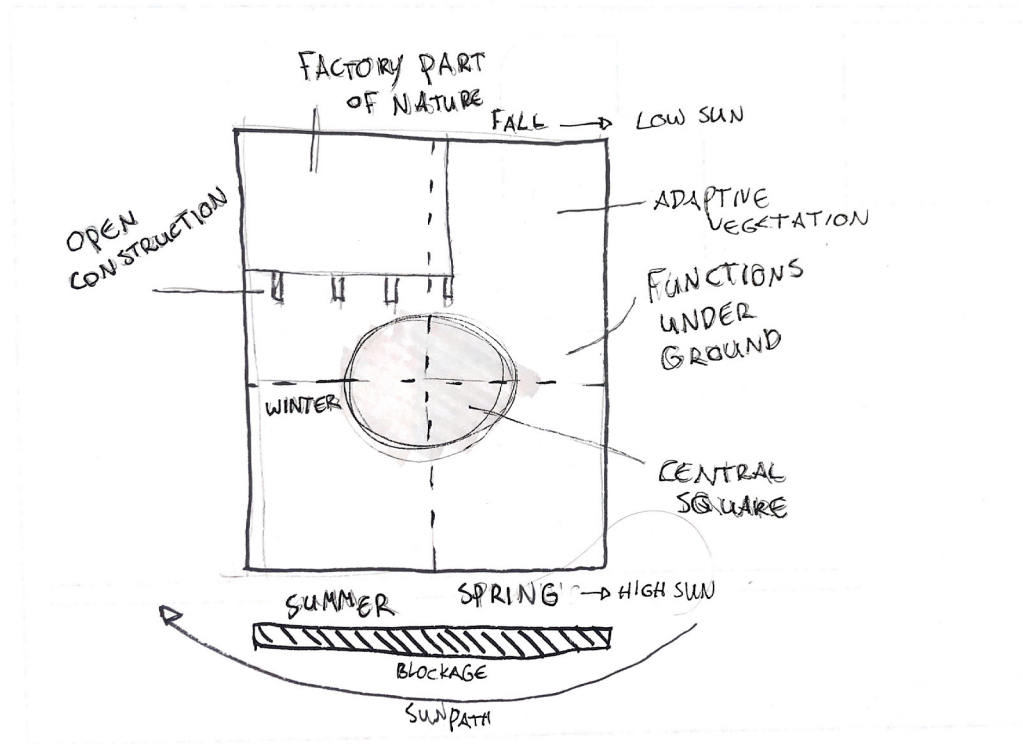 FACTORY PART
OF NATURE
FALL → LOW SUN
ADAPTIVE
VEGETATION
OPEN
CONSTRUCTION
FUNCTIONS
UNDER
GROUND
WINTER
CENTRAL
SQUARE
SUMMER
SPRING → HIGH SUN
BLOCKAGE
SUNPATH